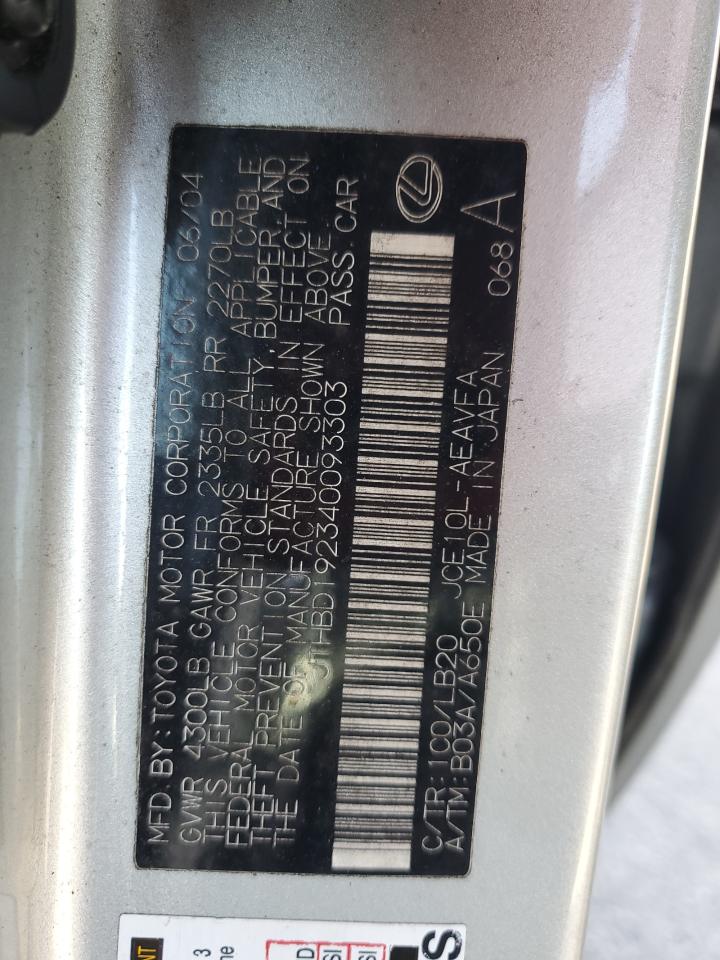 MFD. BY: TOYOTA MOTOR CORPORATION 06/04
GVWR 4300LB GAWR FR 2335LB RR 2270LB
THIS VEHICLE CONFORMS TO ALL APPLICABLE
FEDERAL MOTOR VEHICLE SAFETY, BUMPER, AND
THEFT PREVENTION STANDARDS IN EFFECT ON
THE DATE OF MANUFACTURE SHOWN ABOVE.
JTHBD192340093303 PASS. CAR
C/TR: 1C0/LB20 JCE10L-AEAVFA 068 A
A/TM: B03A/A650E MADE IN JAPAN
3
S